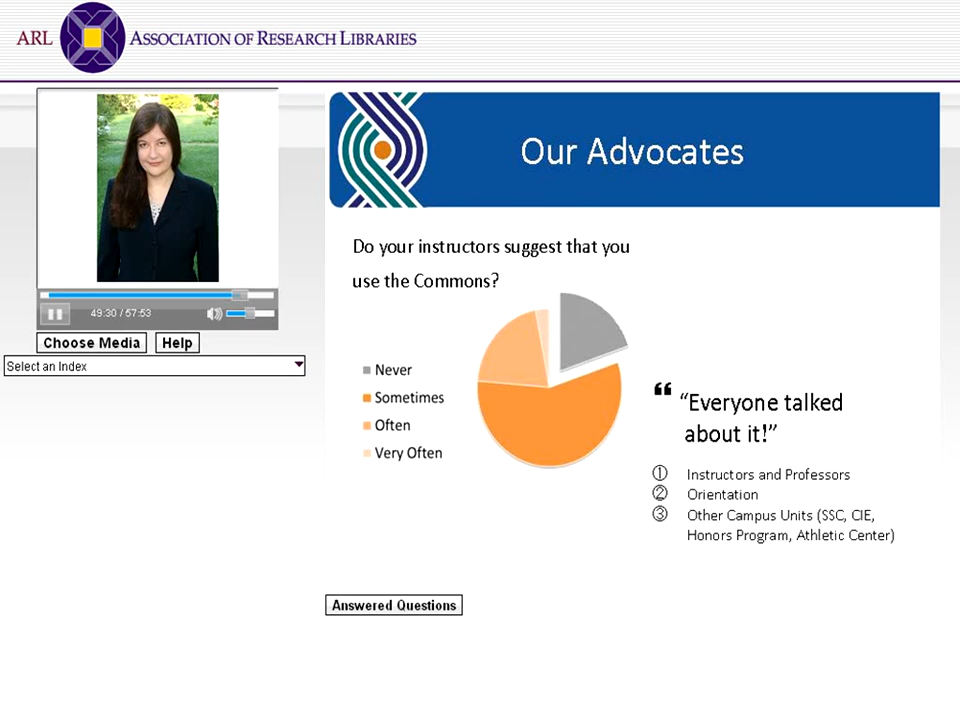 ARL ASSOCIATION OF RESEARCH LIBRARIES
49:30 / 57:53
Choose Media Help
Select an Index
Our Advocates
Do your instructors suggest that you
use the Commons?
Never
Sometimes
Often
Very Often
“ “Everyone talked
about it!”
① Instructors and Professors
② Orientation
③ Other Campus Units (SSC, CIE,
Honors Program, Athletic Center)
Answered Questions